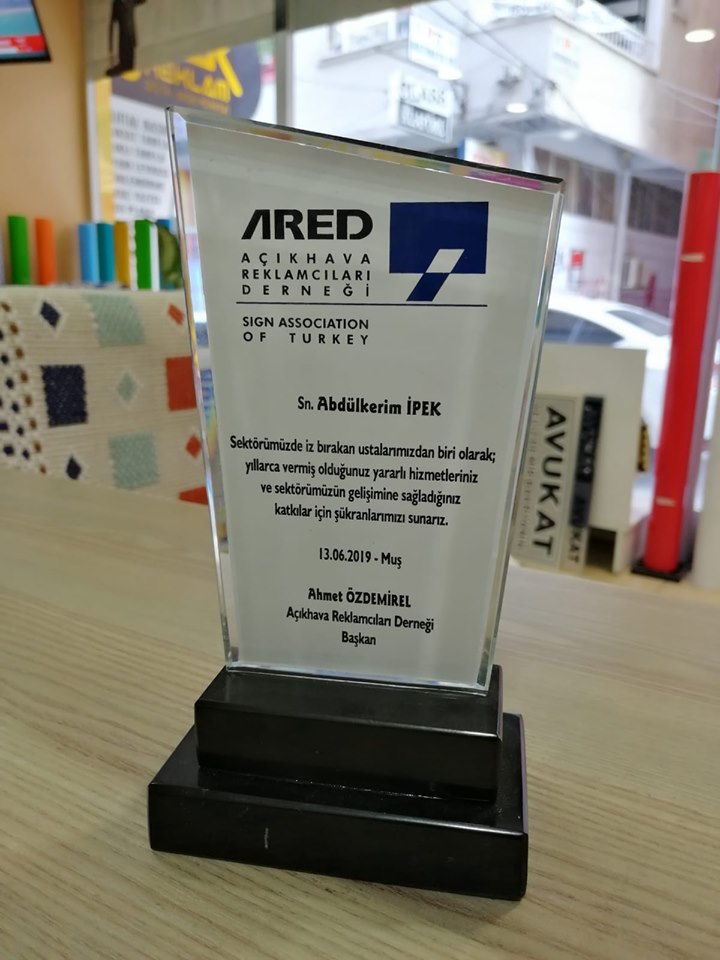 ARED
AÇIKHAVA
REKLAMCILARI
DERNEĞİ
SIGN ASSOCIATION
OF TURKEY
Sn. Abdülkerim İPEK
Sektörümüzde iz bırakan ustalarımızdan biri olarak;
yıllarca vermiş olduğunuz yararlı hizmetleriniz
ve sektörümüzün gelişimine sağladığınız
katkılar için şükranlarımızı sunarız.
13.06.2019 - Muş
Ahmet ÖZDEMİREL
Açıkhava Reklamcıları Derneği
Başkan
REKLAM
AVUKAT